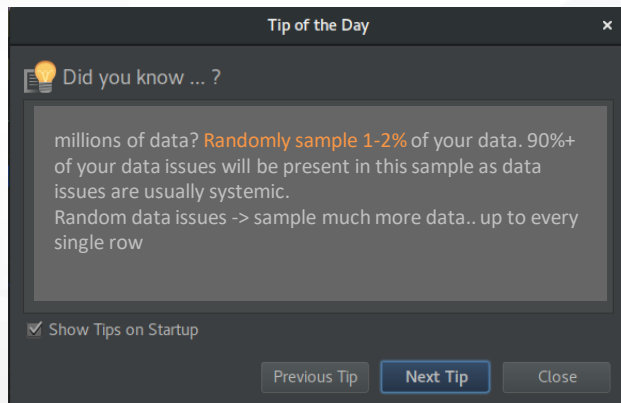 Tip of the Day
×
Did you know ... ?
millions of data? Randomly sample 1-2% of your data. 90%+
of your data issues will be present in this sample as data
issues are usually systemic.
Random data issues -> sample much more data.. up to every
single row
Show Tips on Startup
Previous Tip Next Tip Close